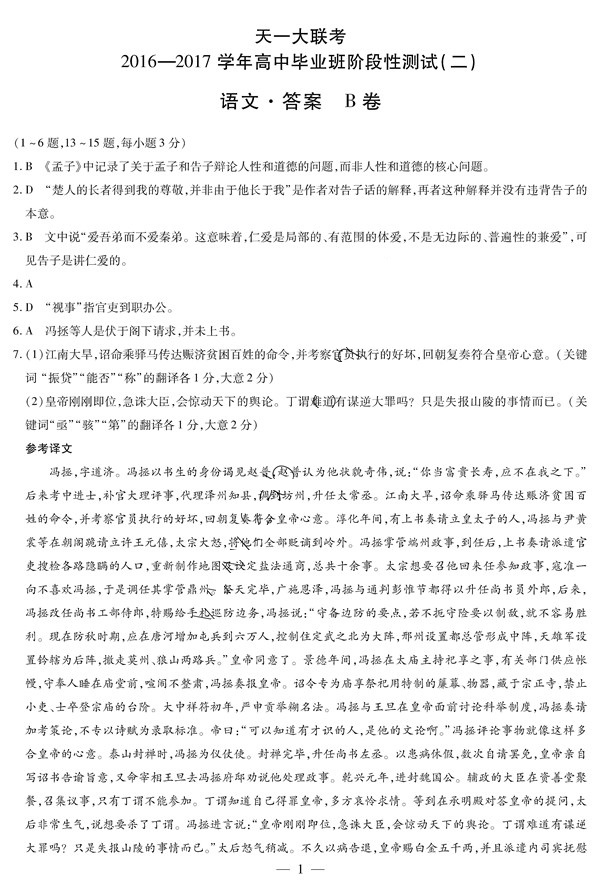 天一大联考
2016—2017 学年高中毕业班阶段性测试(二)
语文·答案　B 卷
(1~6题,13~15题,每小题3分)
1. B 《孟子》中记录了关于孟子和告子辩论人性和道德的问题,而非人性和道德的核心问题。
2. D “楚人的长者得到我的尊敬,并非由于他长于我”是作者对告子话的解释,再者这种解释并没有违背告子的
本意。
3. B 文中说“爱吾弟而不爱秦弟。这意味着,仁爱是局部的、有范围的体爱,不是无边际的、普遍性的兼爱”,可
见告子是讲仁爱的。
4. A
5. D “视事”指官吏到职办公。
6. A 冯拯等人是伏于阁下请求,并未上书。
7. (1)江南大旱,诏命乘驿马传达赈济贫困百姓的命令,并考察官员执行的好坏,回朝复奏符合皇帝心意。(关键
词“振贷”“能否”“称”的翻译各1分,大意2分)
(2)皇帝刚刚即位,急诛大臣,会惊动天下的舆论。丁谓难道有谋逆大罪吗?只是失报山陵的事情而已。(关
键词“亟”“骇”“第”的翻译各1分,大意2分)
参考译文
冯拯,字道济。冯拯以书生的身份谒见赵普,赵普认为他状貌奇伟,说:“你当富贵长寿,应不在我之下。”
后来考中进士,补官大理评事,代理泽州知县,调到坊州,升任太常丞。江南大旱,诏命乘驿马传达赈济贫困百
姓的命令,并考察官员执行的好坏,回朝复奏符合皇帝心意。淳化年间,有上书奏请立皇太子的人,冯拯与尹黄
裳等在朝阁跪请立许王元僖,太宗大怒,将他们全部贬谪到岭外。冯拯掌管端州政事,到任后,上书奏请派遣官
吏搜检各路隐瞒的人口,重新制作地图及议定盐法通商,总共十余事。太宗想要召他回来任参知政事,寇准一
向不喜欢冯拯,于是调任其掌管鼎州。祭天完毕,广施恩泽,冯拯与通判彭惟节都得以升任尚书员外郎,后来,
冯拯改任尚书工部侍郎,特赐给手札巡防边务,冯拯说:“守备边防的要点,若不扼守险要以制敌,就不容易胜
利。现在防秋时期,应在唐河增加屯兵到六万人,控制住定武之北为大阵,邢州设置都总管形成中阵,天雄军设
置钤辖为后阵,撤走莫州、狼山两路兵。”皇帝同意了。景德年间,冯拯在太庙主持祀享之事,有关部门供应帐
幔,守奉人睡在庙堂前,喧闹不整肃,冯拯奏报皇帝。诏令专为庙享祭祀用特制的簾幕、物器,藏于宗正寺,禁止
小吏、士卒登宗庙的台阶。大中祥符初年,严申贡举糊名法。冯拯与王旦在皇帝面前讨论科举制度,冯拯奏请
加考策论,不专以诗赋为录取标准。帝曰:“可以知道有才识的人,是他的文论啊。”冯拯评论事物就像这样多
合皇帝的心意。泰山封禅时,冯拯为仪仗使。封禅完毕,升任尚书左丞。以患病休假,数次自请罢免,皇帝亲自
写诏书告谕旨意,又命宰相王旦去冯拯府邸劝说他处理政事。乾兴元年,进封魏国公。辅政的大臣在资善堂聚
餐,召集议事,只有丁谓不能参加。丁谓知道自己得罪皇帝,多方哀怜求情。等到在承明殿对答皇帝的提问,太
后非常生气,说想要杀了丁谓。冯拯进言说:“皇帝刚刚即位,急诛大臣,会惊动天下的舆论。丁谓难道有谋逆
大罪吗?只是失报山陵的事情而已。”太后怒气稍减。不久以病告退,皇帝赐白金五千两,并且派遣内司宾抚慰
— 1 —